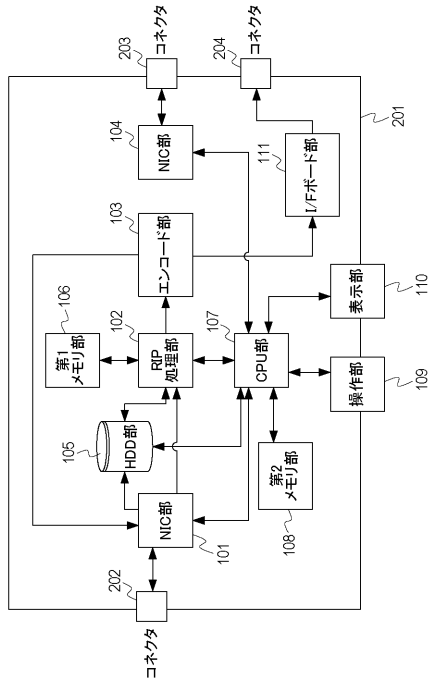 コネクタ
203
コネクタ
204
104
NIC部
111
I/Fボード部
201
103
エンコード部
106
第1
メモリ部
102
RIP
処理部
107
CPU部
表示部
110
105
HDD部
操作部
109
第2
メモリ部
108
NIC部
101
202
コネクタ